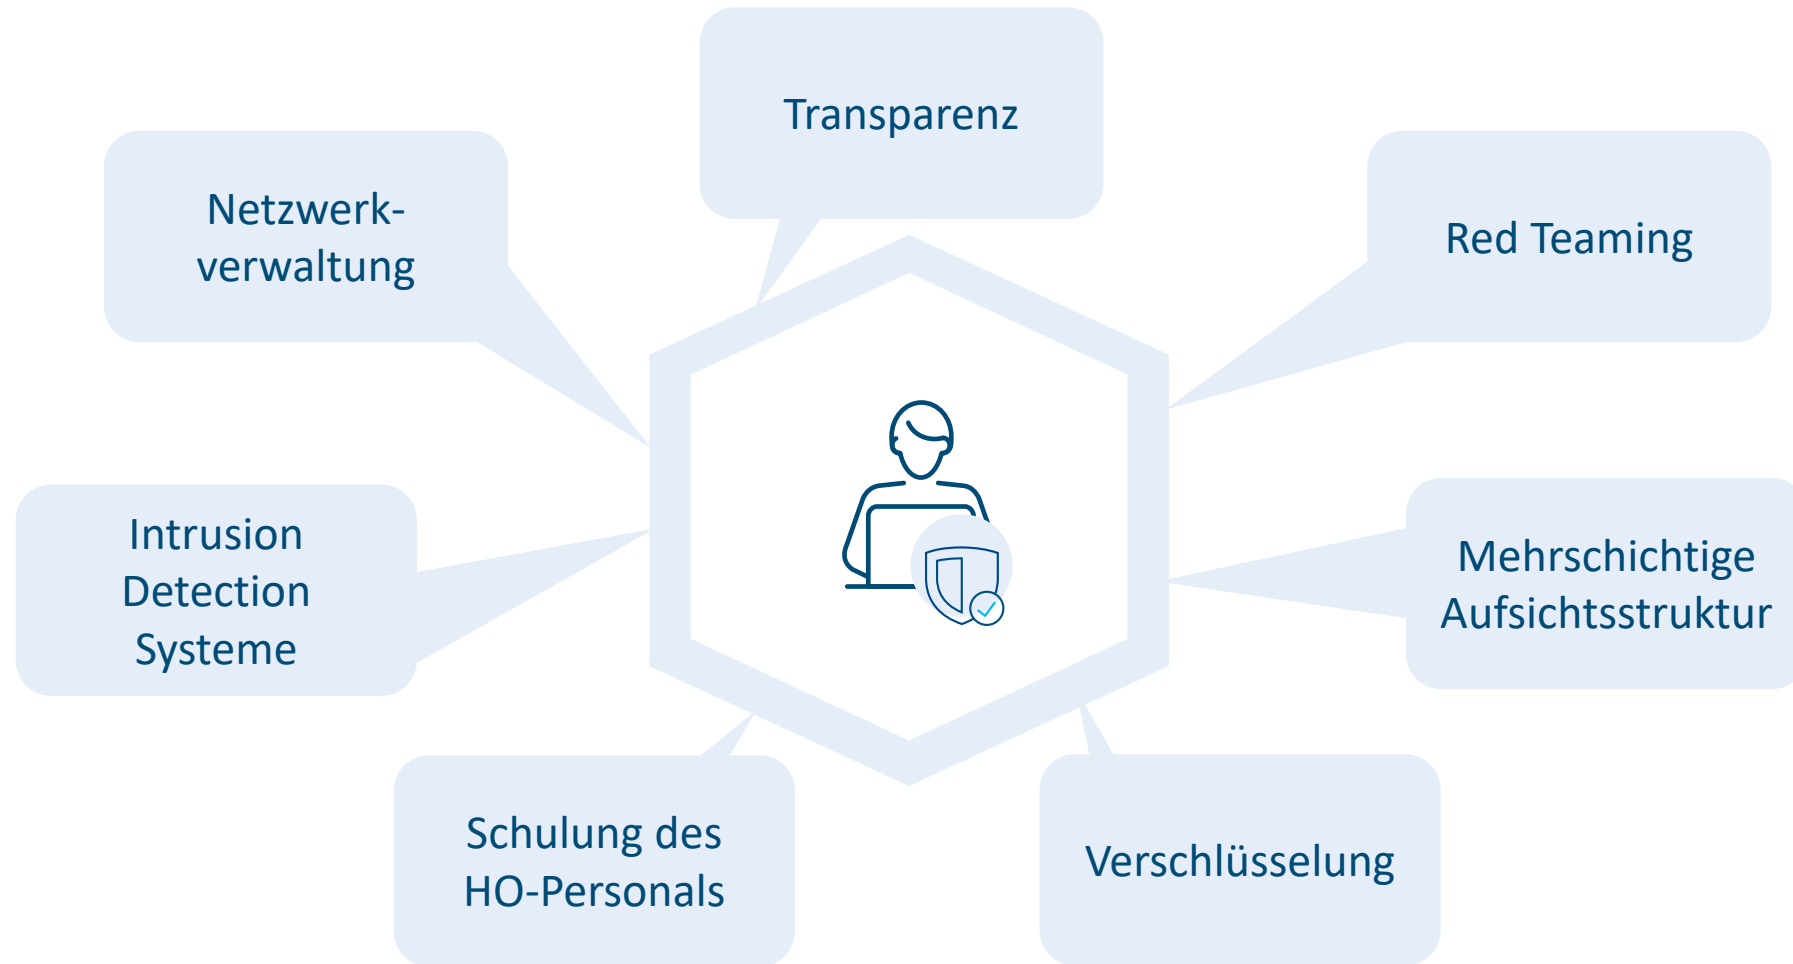 Transparenz
Netzwerk-
verwaltung
Red Teaming
Intrusion
Detection
Systeme
Mehrschichtige
Aufsichtsstruktur
Schulung des
HO-Personals
Verschlüsselung